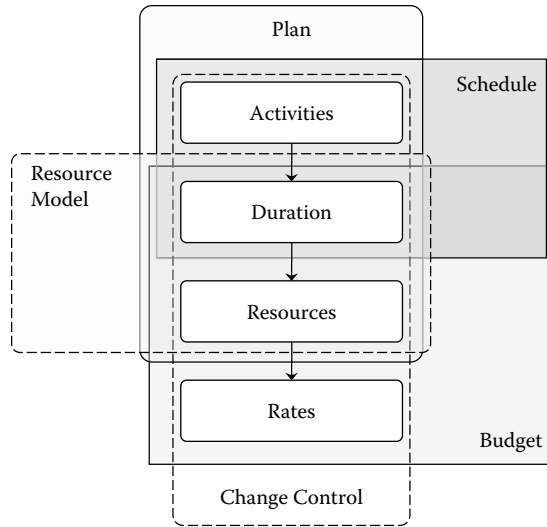 Plan
Schedule
Activities
Resource
Model
Duration
Resources
Rates
Budget
Change Control